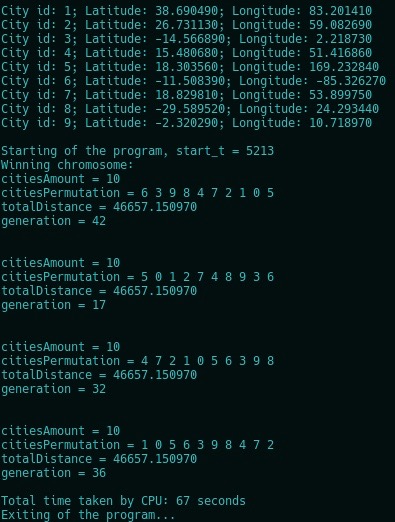 City id: 1; Latitude: 38.690490; Longitude: 83.201410
City id: 2; Latitude: 26.731130; Longitude: 59.082690
City id: 3; Latitude: -14.566890; Longitude: 2.218730
City id: 4; Latitude: 15.480680; Longitude: 51.416860
City id: 5; Latitude: 18.303560; Longitude: 169.232840
City id: 6; Latitude: -11.508390; Longitude: -85.326270
City id: 7; Latitude: 18.829810; Longitude: 53.899750
City id: 8; Latitude: -29.589520; Longitude: 24.293440
City id: 9; Latitude: -2.320290; Longitude: 10.718970
Starting of the program, start_t = 5213
Winning chromosome:
citiesAmount = 10
citiesPermutation = 6 3 9 8 4 7 2 1 0 5
totalDistance = 46657.150970
generation = 42
citiesAmount = 10
citiesPermutation = 5 0 1 2 7 4 8 9 3 6
totalDistance = 46657.150970
generation = 17
citiesAmount = 10
citiesPermutation = 4 7 2 1 0 5 6 3 9 8
totalDistance = 46657.150970
generation = 32
citiesAmount = 10
citiesPermutation = 1 0 5 6 3 9 8 4 7 2
totalDistance = 46657.150970
generation = 36
Total time taken by CPU: 67 seconds
Exiting of the program...